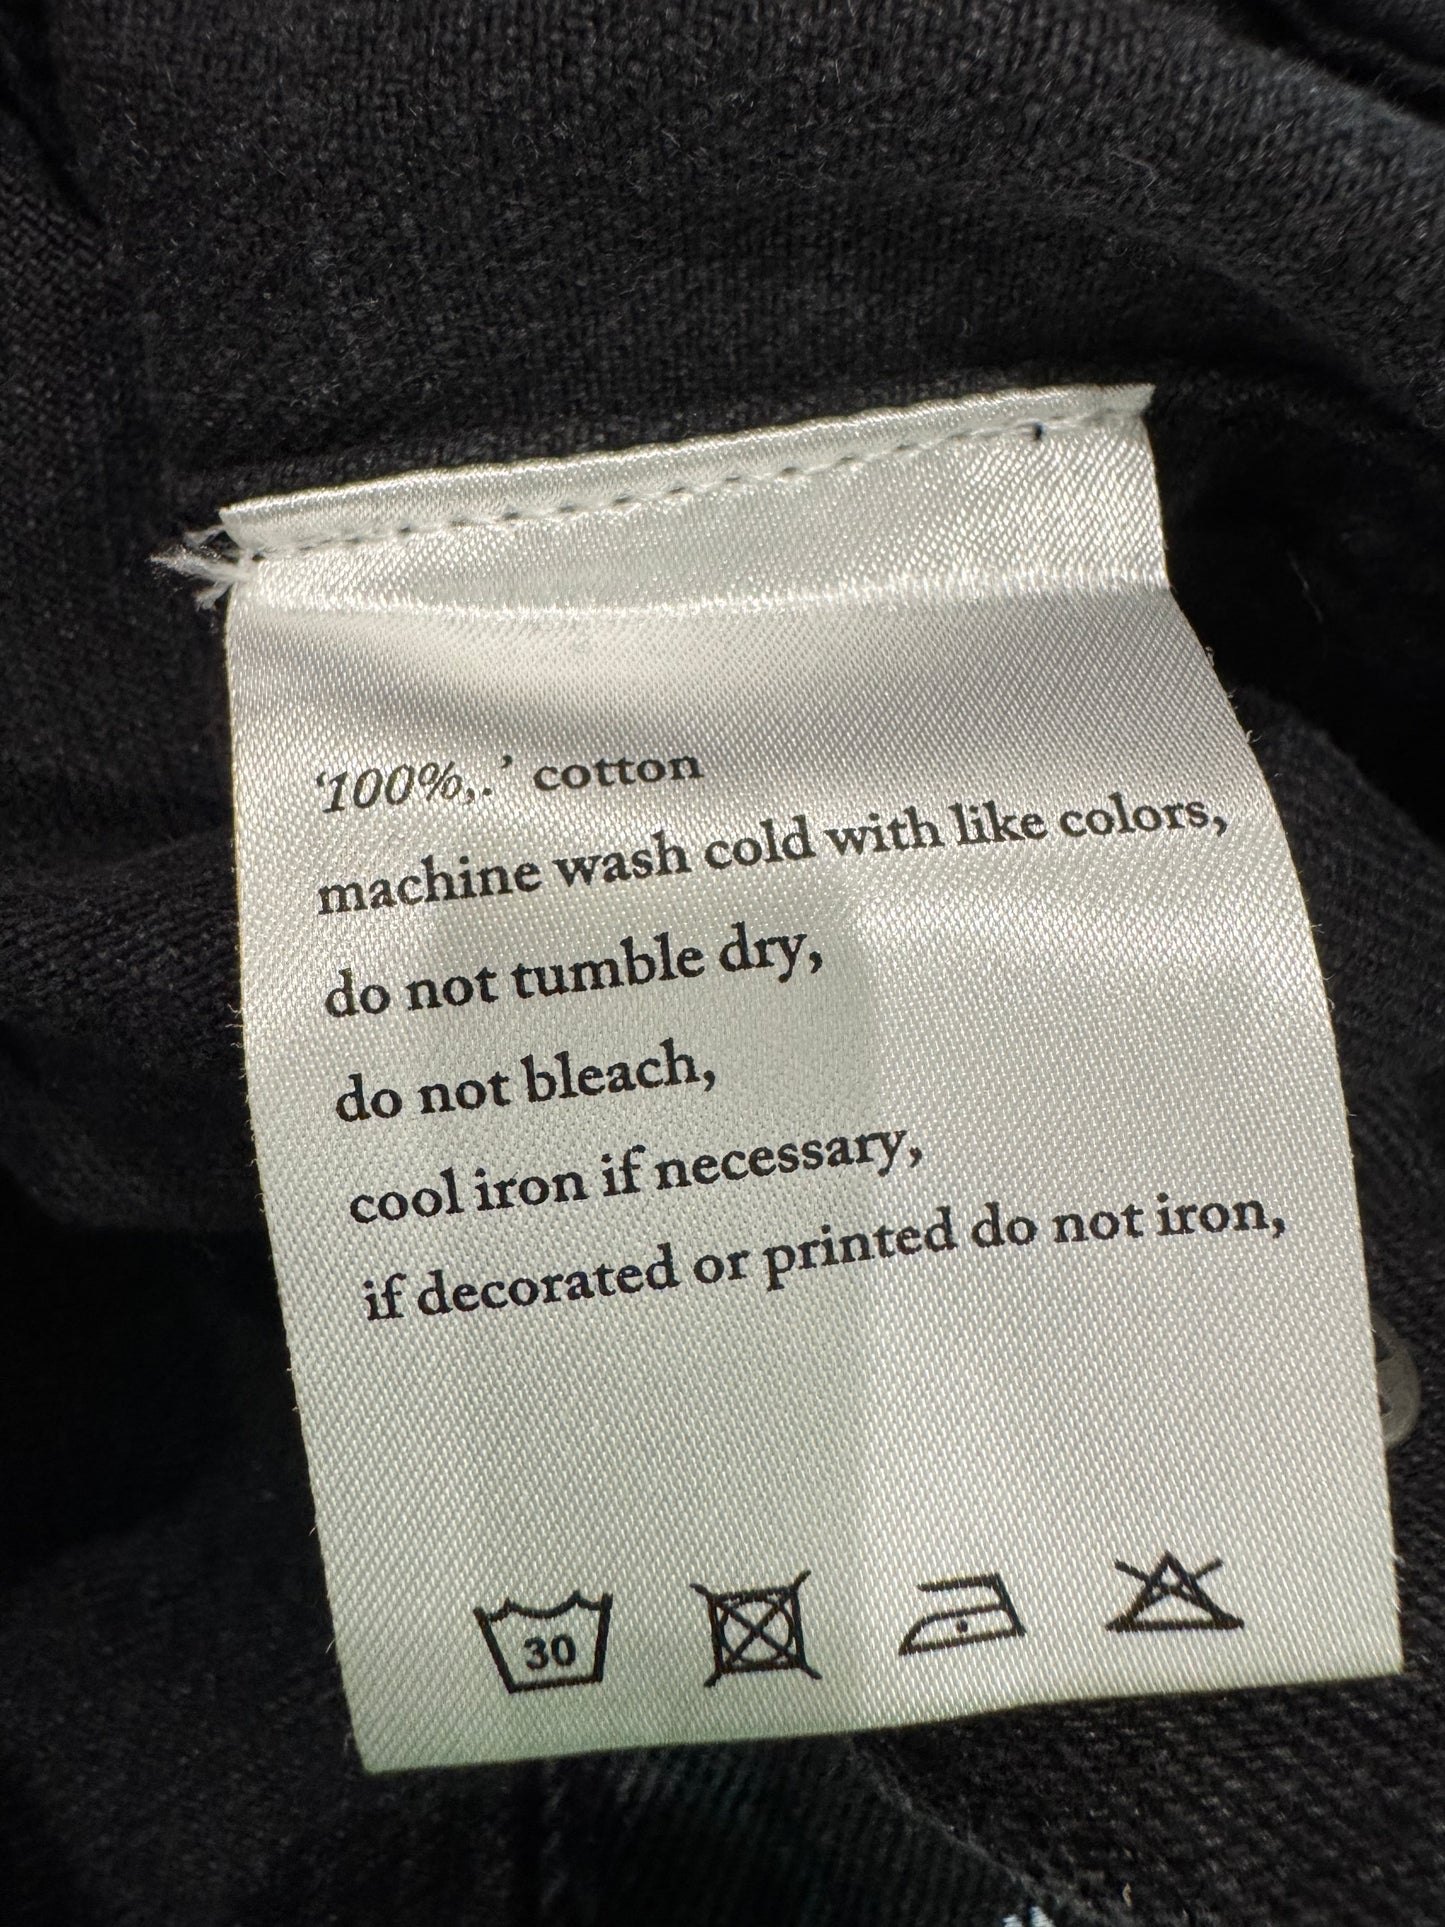 ‘100%,.’ cotton
machine wash cold with like colors,
do not tumble dry,
do not bleach,
cool iron if necessary,
if decorated or printed do not iron,
30